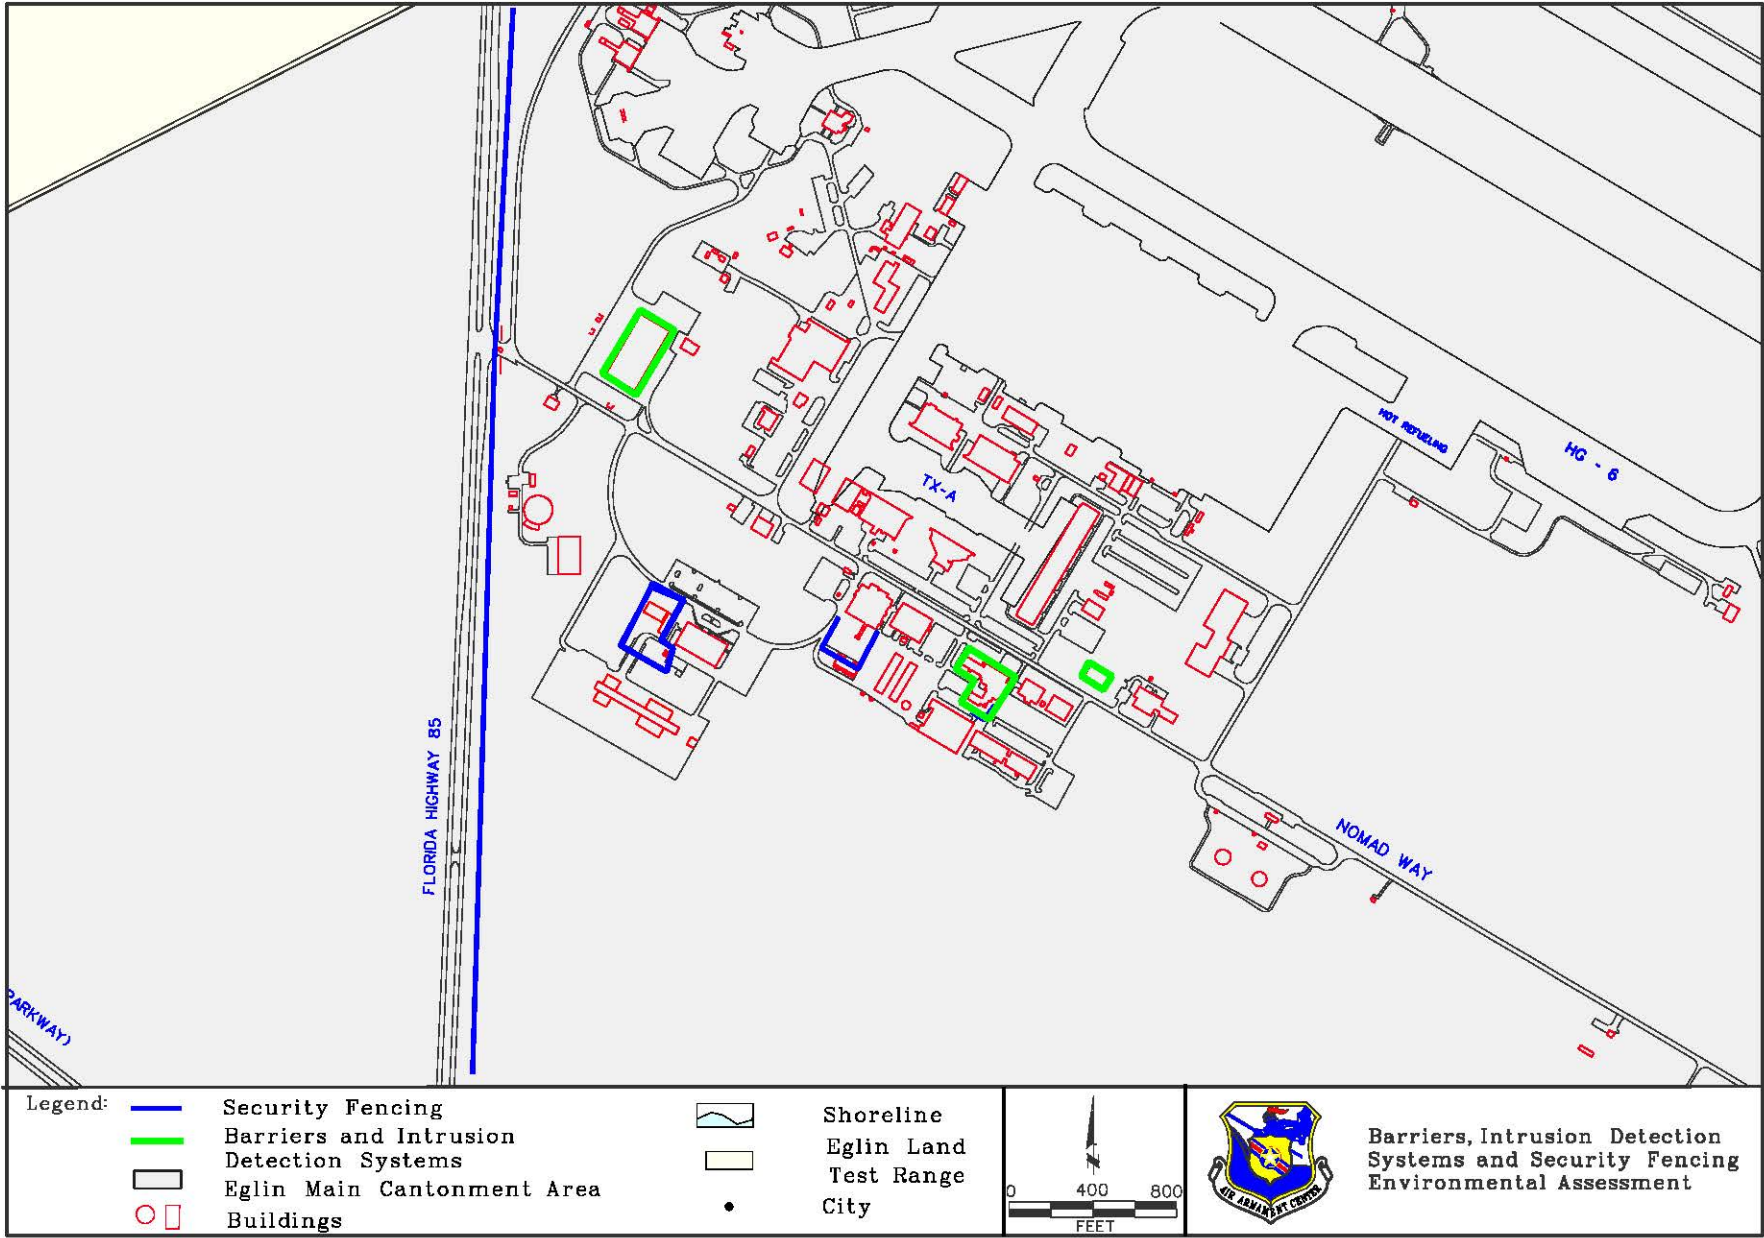 HOT REFUELING
HG - 6
TX-A
FLORIDA HIGHWAY 85
NOMAD WAY
PARKWAY)
Legend:
Security Fencing
Barriers and Intrusion
Detection Systems
Eglin Main Cantonment Area
Buildings
Shoreline
Eglin Land
Test Range
City
0 400 800
FEET
AIR ARMAMENT CENTER
Barriers, Intrusion Detection
Systems and Security Fencing
Environmental Assessment